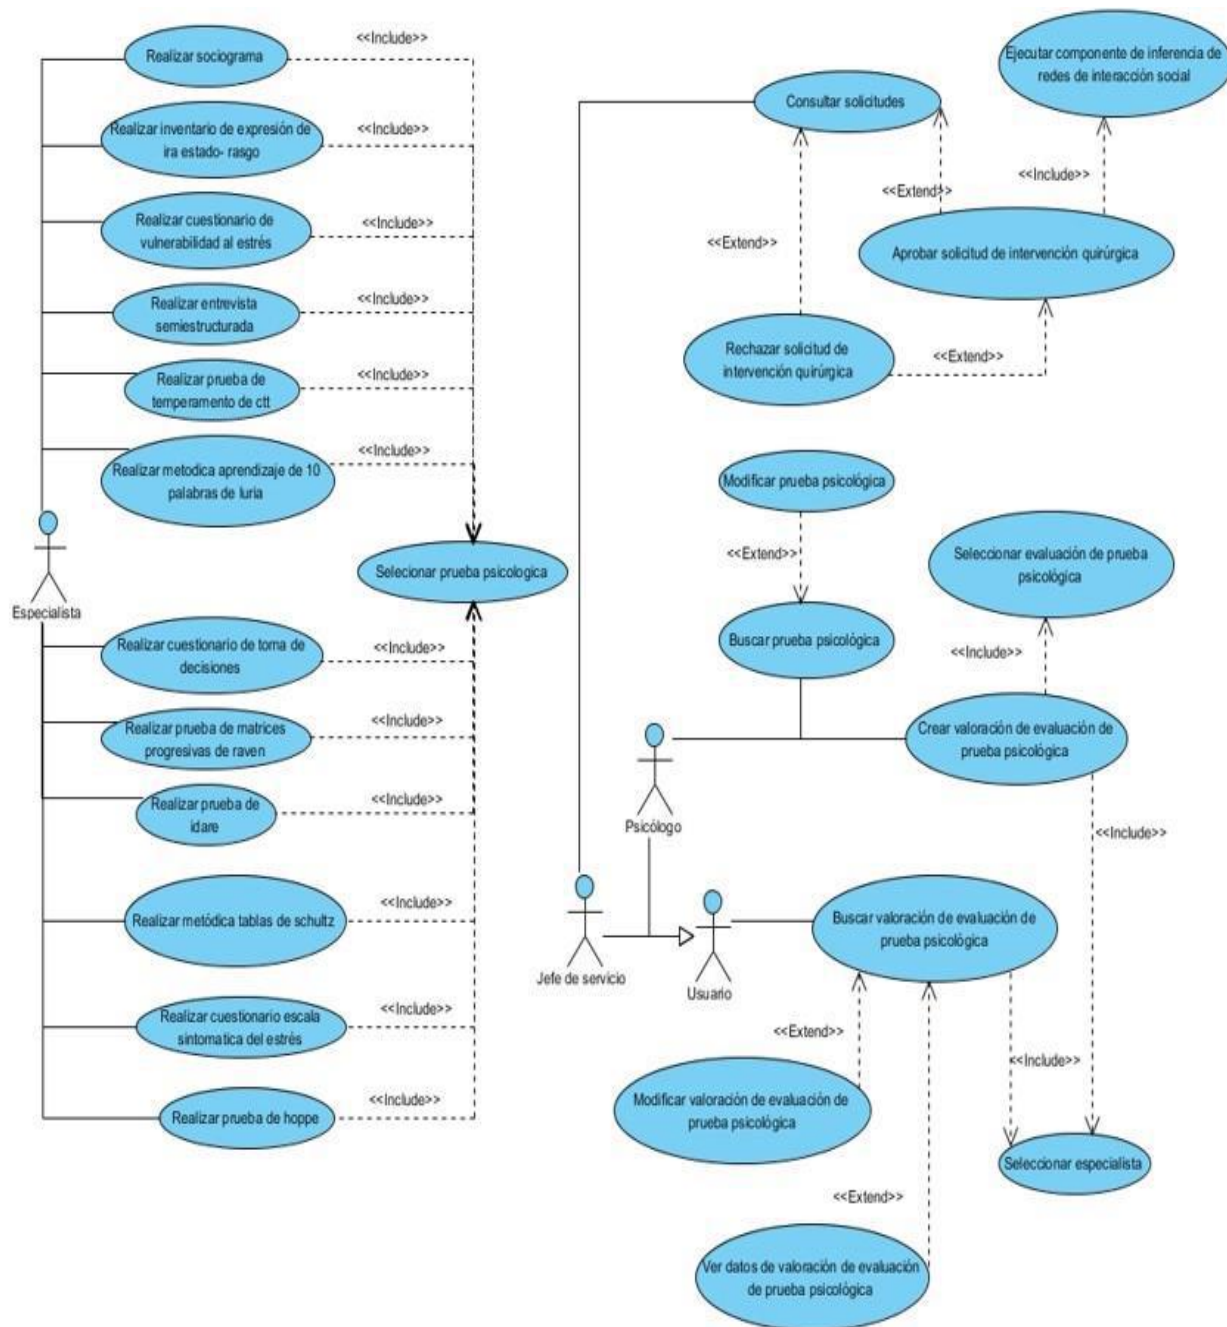 Realizar sociograma
<<Include>>
Realizar inventario de expresión de
ira estado- rasgo
<<Include>>
Realizar cuestionario de
vulnerabilidad al estrés
<<Include>>
Realizar entrevista
semiestructurada
<<Include>>
Realizar prueba de
temperamento de ctt
<<Include>>
Realizar metodica aprendizaje de 10
palabras de luria
<<Include>>
Especialista
Selecionar prueba psicologica
Realizar cuestionario de toma de
decisiones
<<Include>>
Realizar prueba de matrices
progresivas de raven
<<Include>>
Realizar prueba de
idare
<<Include>>
Realizar metódica tablas de schultz
<<Include>>
Realizar cuestionario escala
sintomatica del estrés
<<Include>>
Realizar prueba de hoppe
<<Include>>
Ejecutar componente de inferencia de
redes de interacción social
Consultar solicitudes
<<Extend>>
<<Include>>
<<Extend>>
Aprobar solicitud de intervención quirúrgica
Rechazar solicitud de
intervención quirúrgica
<<Extend>>
Modificar prueba psicológica
<<Extend>>
Buscar prueba psicológica
Seleccionar evaluación de prueba
psicológica
<<Include>>
Crear valoración de evaluación de
prueba psicológica
Psicólogo
<<Include>>
Jefe de servicio
Usuario
Buscar valoración de evaluación de
prueba psicológica
<<Extend>>
<<Include>>
Modificar valoración de evaluación de
prueba psicológica
Seleccionar especialista
<<Extend>>
Ver datos de valoración de evaluación
de prueba psicológica